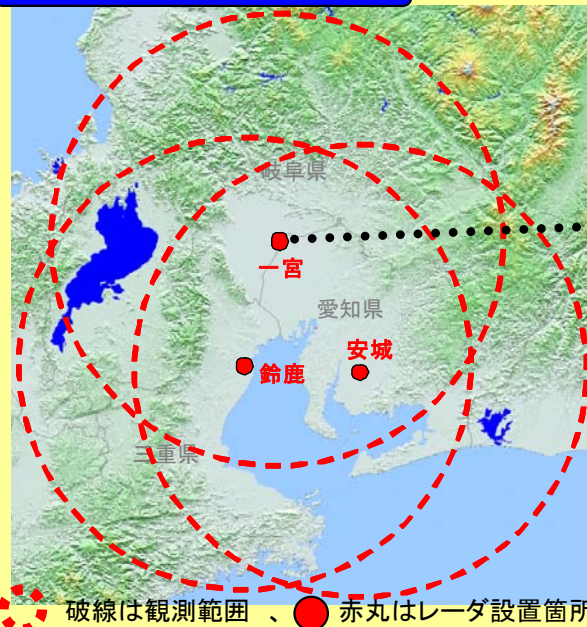 岐阜県
一宮
愛知県
安城
鈴鹿
三重県
破線は観測範囲 、 赤丸はレーダ設置箇所